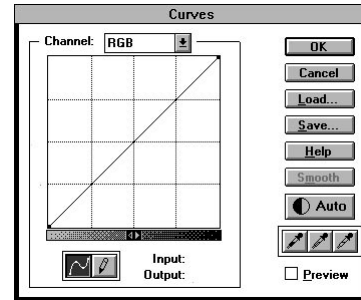 Curves
Channel: RGB
OK
Cancel
Load...
Save...
Help
Smooth
Auto
Input:
Output:
Preview